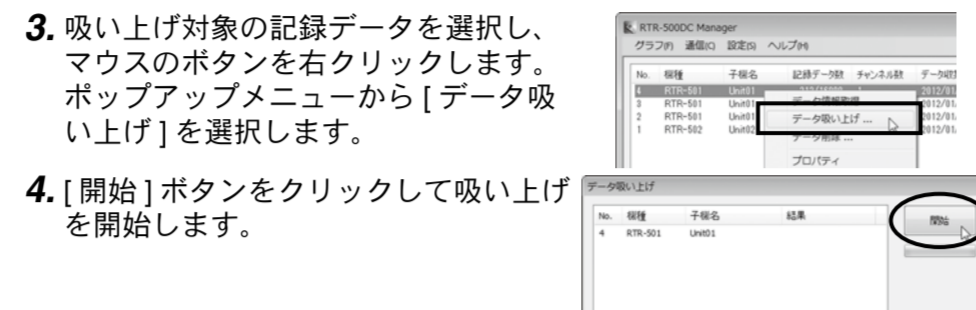 3. 吸い上げ対象の記録データを選択し、
マウスのボタンを右クリックします。
ポップアップメニューから [ データ吸
い上げ ] を選択します。
RTR-500DC Manager
グラフ(F) 通信(C) 設定(S) ヘルプ(H)
No. 機種 子機名 記録データ数 チャンネル数
4 RTR-501 Unit01 2012/01/
3 RTR-501 Unit01 2012/01/
2 RTR-501 Unit01 2012/01/
1 RTR-502 Unit02 2012/01/
データ吸い上げ ...
データ削除 ...
プロパティ
4. [ 開始 ] ボタンをクリックして吸い上げ
を開始します。
データ吸い上げ
No. 機種 子機名 結果
4 RTR-501 Unit01
開始